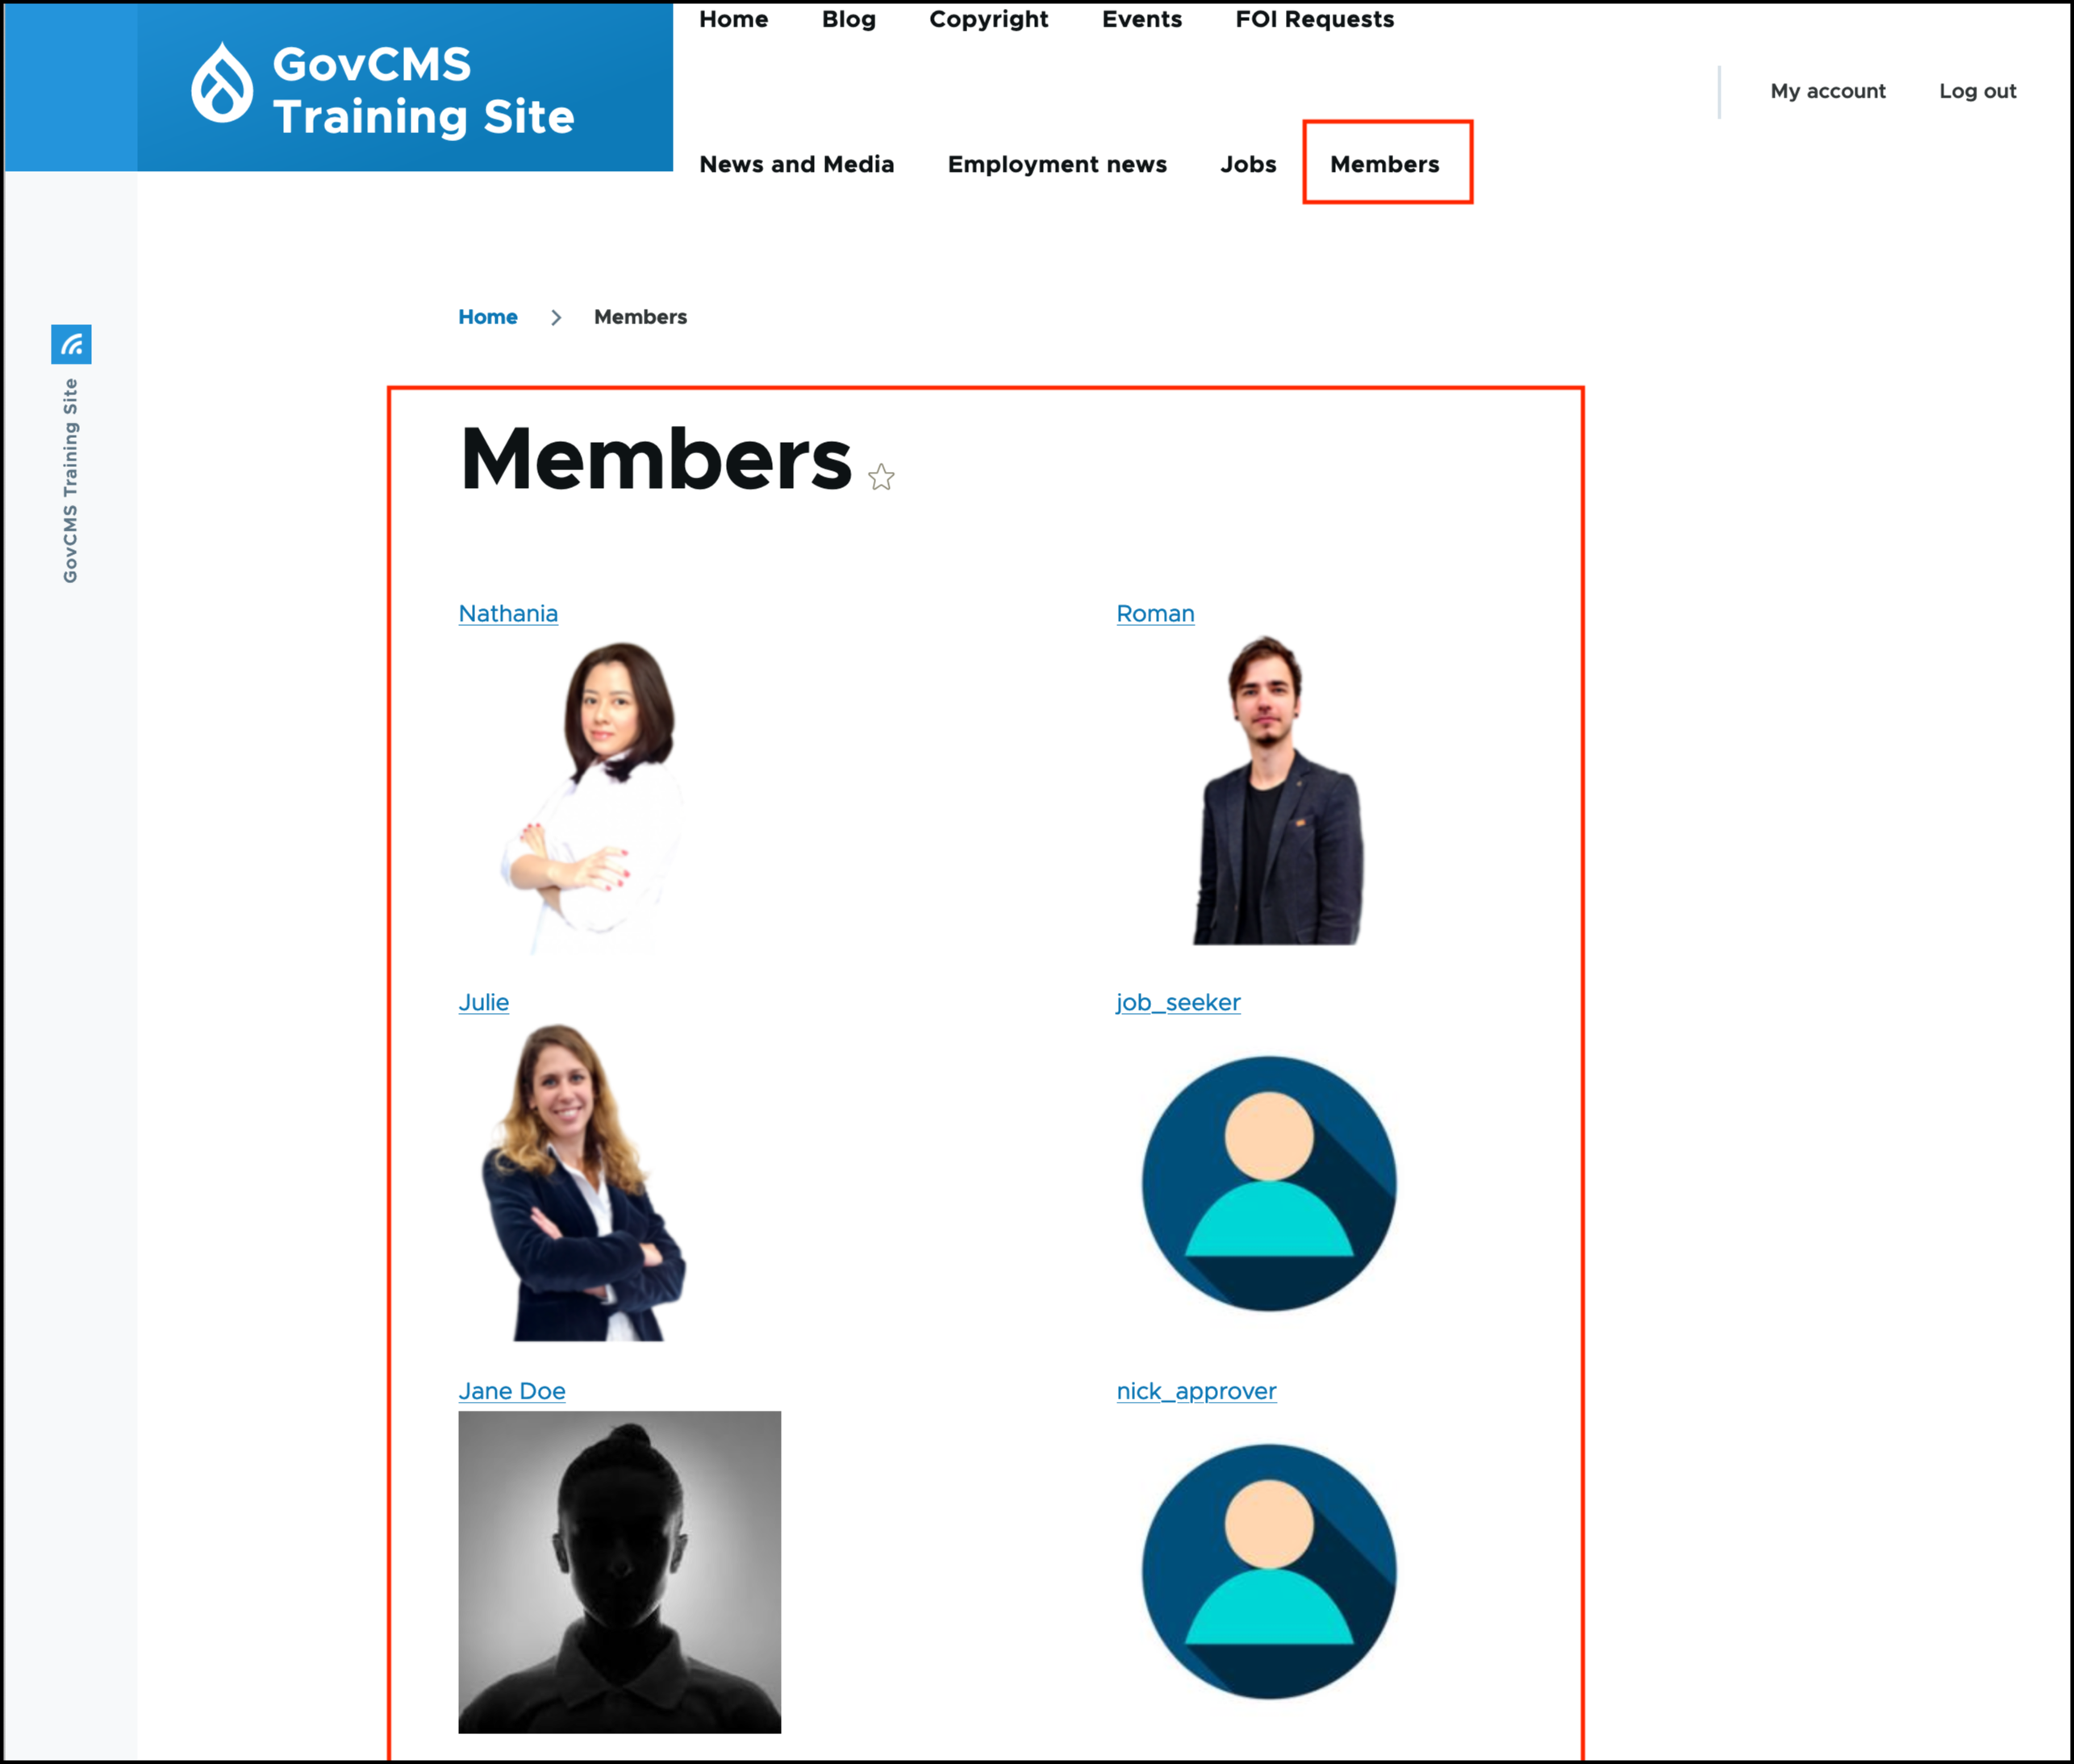 GovCMS
Training Site
Home Blog Copyright Events FOI Requests
My account Log out
News and Media Employment news Jobs Members
Home Members
GovCMS Training Site
Members
Nathania Roman
Julie job_seeker
Jane Doe nick_approver